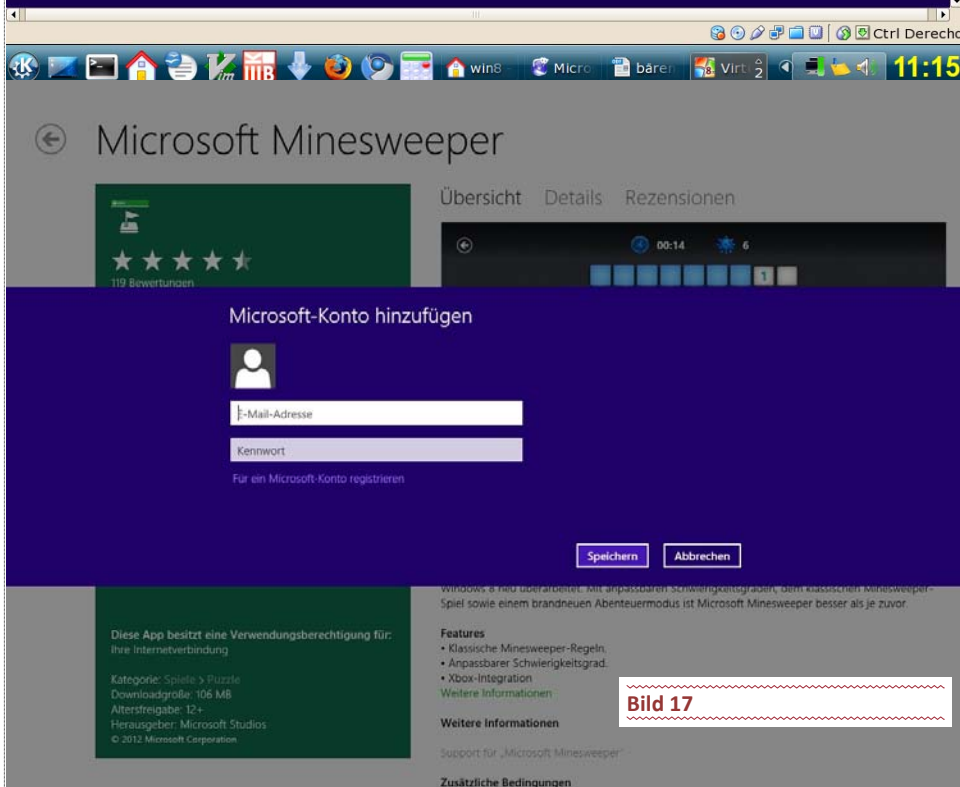 Ctrl Derecho
win8 -
Micro
bären
Virt
2
11:15
Microsoft Minesweeper
Übersicht Details Rezensionen
00:14 6
119 Bewertungen
1
Microsoft-Konto hinzufügen
E-Mail-Adresse
Kennwort
Für ein Microsoft-Konto registrieren
Speichern Abbrechen
Windows 8 neu überarbeitet. Mit anpassbaren Schwierigkeitsgraden, dem klassischen Minesweeper-
Spiel sowie einem brandneuen Abenteuermodus ist Microsoft Minesweeper besser als je zuvor.
Diese App besitzt eine Verwendungsberechtigung für:
Ihre Internetverbindung
Kategorie: Spiele > Puzzle
Downloadgröße: 106 MB
Altersfreigabe: 12+
Herausgeber: Microsoft Studios
© 2012 Microsoft Corporation
Features
• Klassische Minesweeper-Regeln.
• Anpassbarer Schwierigkeitsgrad.
• Xbox-Integration
Weitere Informationen
Bild 17
Weitere Informationen
Support für „Microsoft Minesweeper"
Zusätzliche Bedingungen